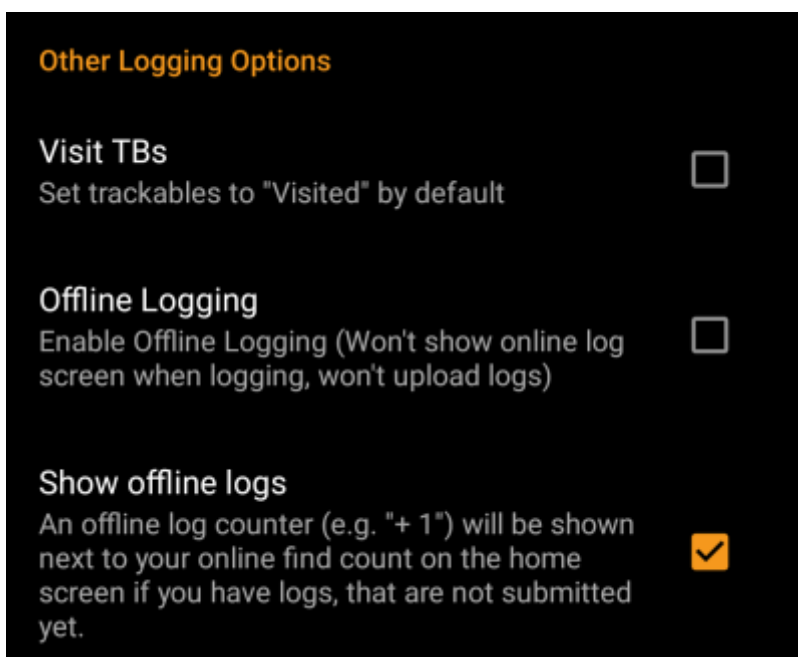 Other Logging Options
Visit TBs
Set trackables to "Visited" by default
Offline Logging
Enable Offline Logging (Won't show online log
screen when logging, won't upload logs)
Show offline logs
An offline log counter (e.g. "+ 1") will be shown
next to your online find count on the home
screen if you have logs, that are not submitted
yet.